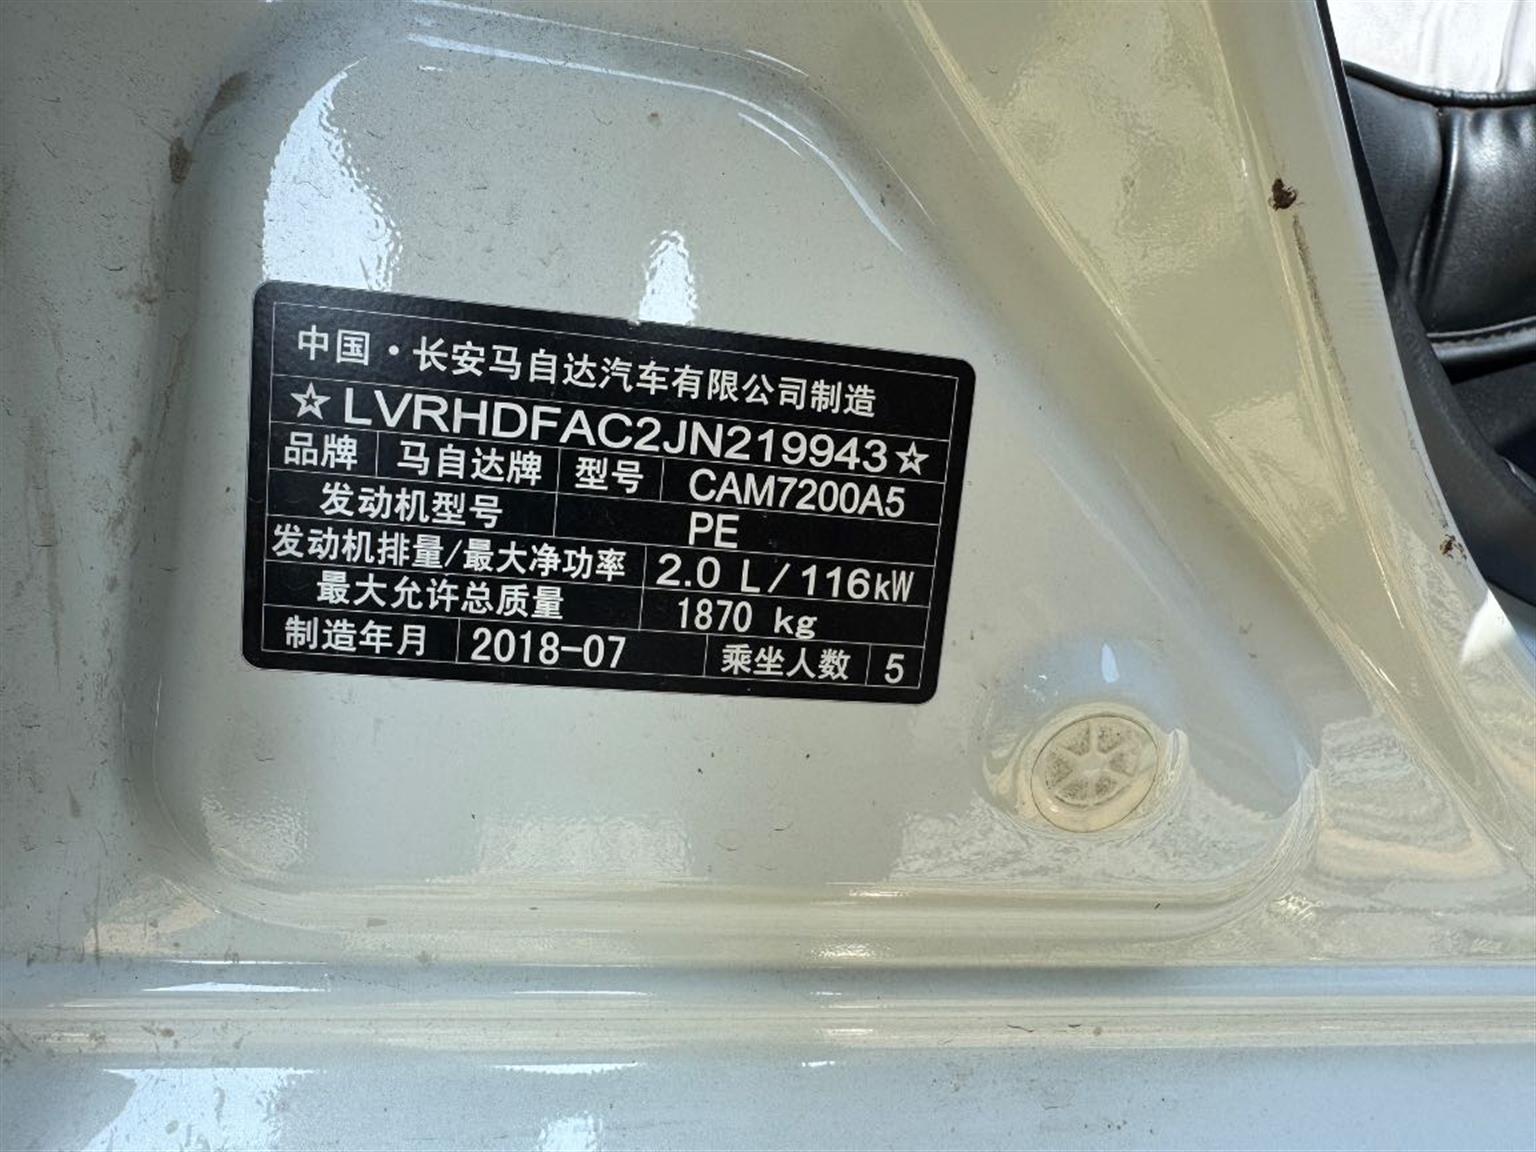 中国·长安马自达汽车有限公司制造
☆LVRHDFAC2JN219943☆
品牌 马自达牌 型号 CAM7200A5
发动机型号 PE
发动机排量/最大净功率 2.0 L/116kW
最大允许总质量 1870 kg
制造年月 2018-07 乘坐人数 5